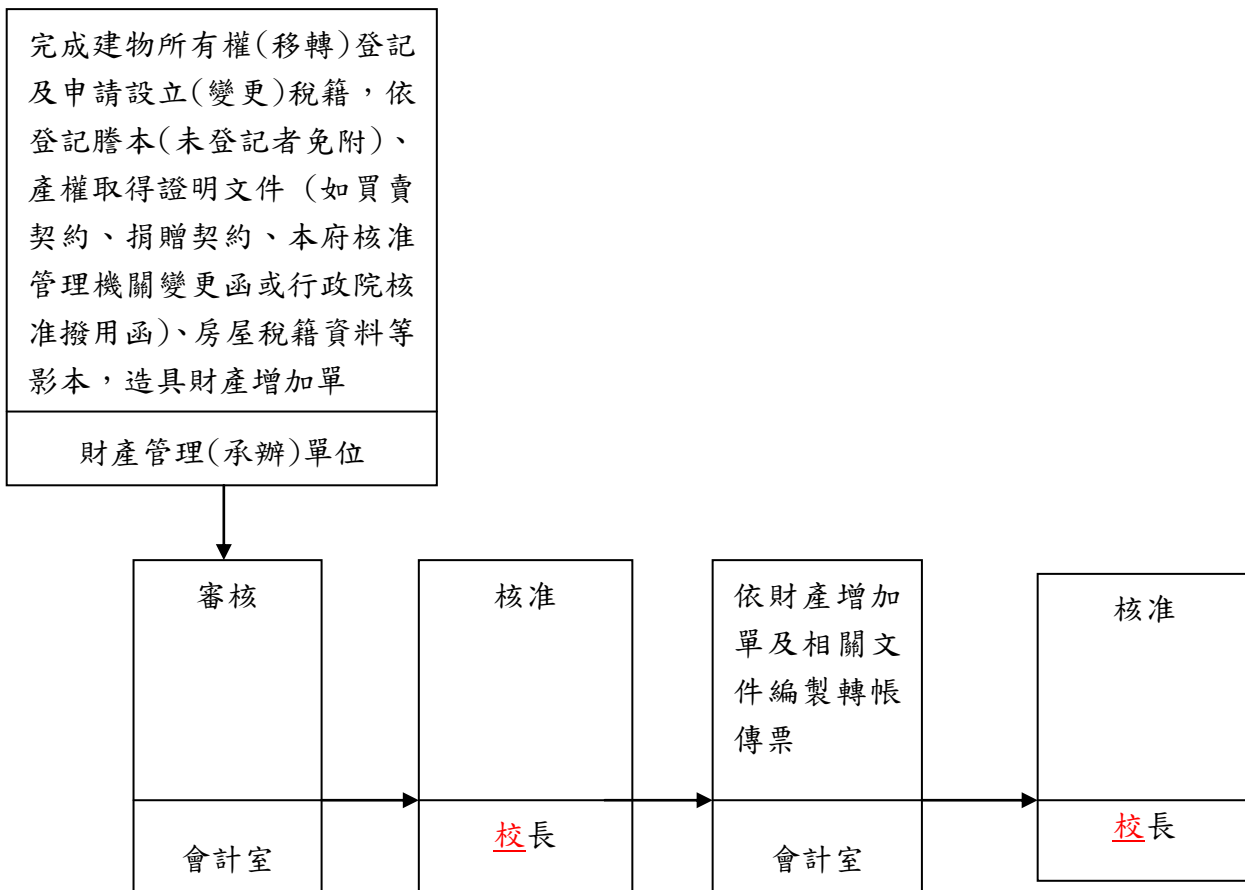 完成建物所有權(移轉)登記
及申請設立(變更)稅籍，依
登記謄本(未登記者免附)、
產權取得證明文件（如買賣
契約、捐贈契約、本府核准
管理機關變更函或行政院核
准撥用函)、房屋稅籍資料等
影本，造具財產增加單
財產管理(承辦)單位
審核
會計室
核准
校長
依財產增加
單及相關文
件編製轉帳
傳票
會計室
核准
校長